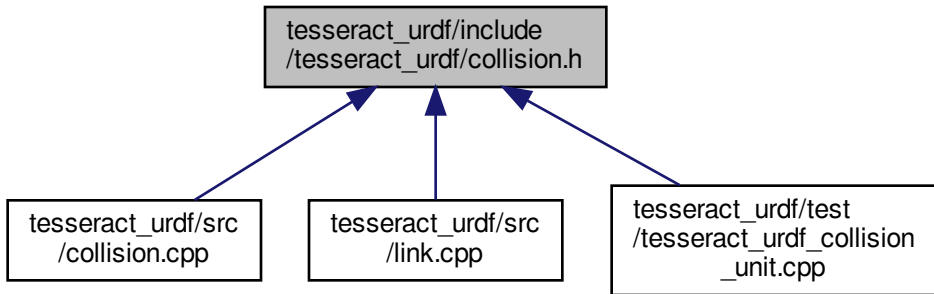 tesseract_urdf/include
/tesseract_urdf/collision.h
tesseract_urdf/src
/collision.cpp
tesseract_urdf/src
/link.cpp
tesseract_urdf/test
/tesseract_urdf_collision
_unit.cpp